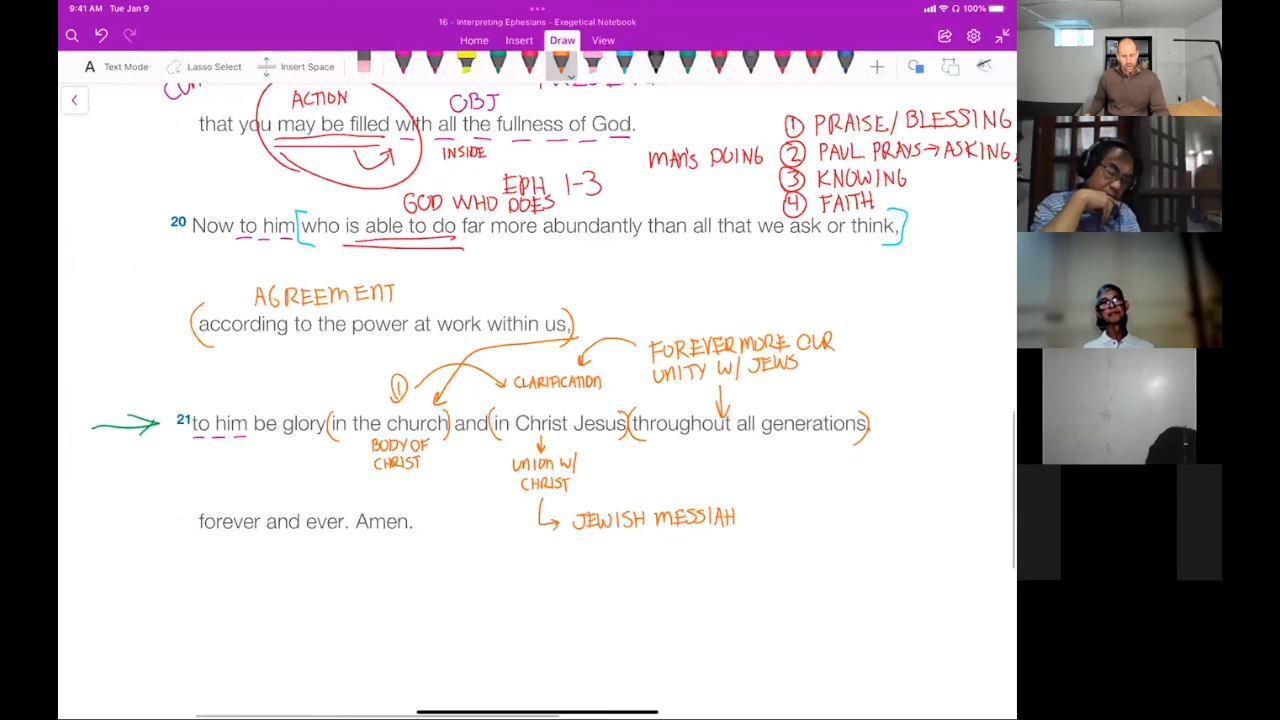 9:41 AM Tue Jan 9
100%
16 - Interpreting Ephesians - Exegetical Notebook
Home Insert Draw View
Text Mode Lasso Select Insert Space
ACTION
OBJ
that you may be filled with all the fullness of God.
INSIDE
① PRAISE/BLESSING
MAN'S DOING ② PAUL PRAYS→ASKING,
③ KNOWING
④ FAITH
EPH 1-3
GOD WHO DOES
20 Now to him [who is able to do far more abundantly than all that we ask or think,]
AGREEMENT
(according to the power at work within us,)
FOREVERMORE OUR
UNITY W/ JEWS
① CLARIFICATION
21 to him be glory (in the church) and (in Christ Jesus) (throughout all generations),
BODY OF
CHRIST
UNION W/
CHRIST
JEWISH MESSIAH
forever and ever. Amen.